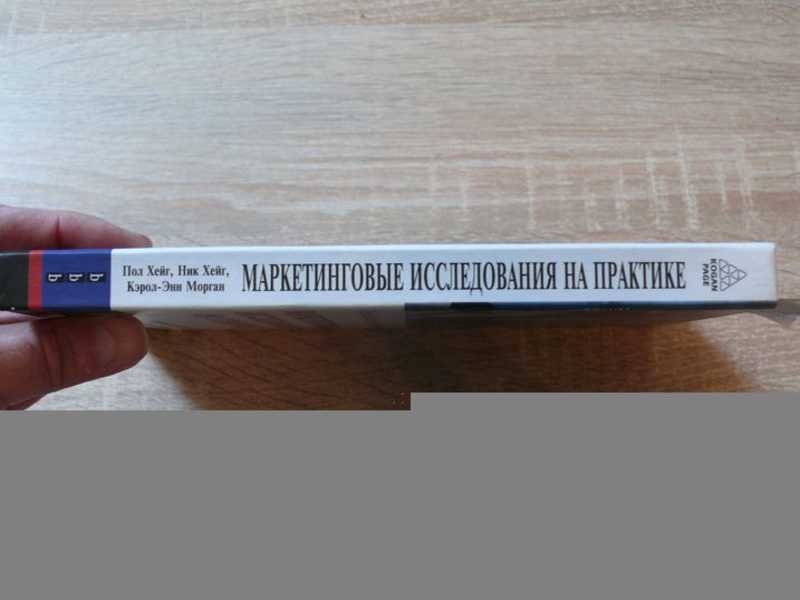 Пол Хейг, Ник Хейг,
Кэрол-Энн Морган
МАРКЕТИНГОВЫЕ ИССЛЕДОВАНИЯ НА ПРАКТИКЕ
KOGAN
PAGE